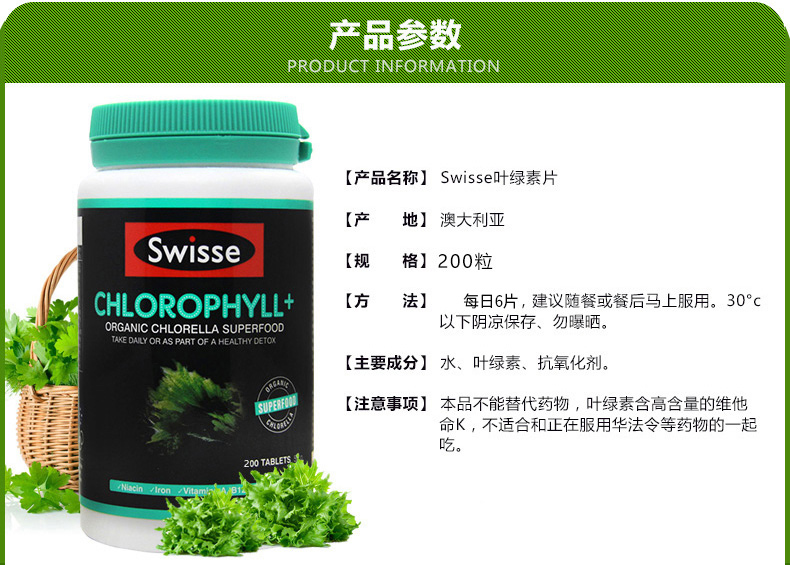 产品参数
PRODUCT INFORMATION
Swisse
CHLOROPHYLL+
ORGANIC CHLORELLA SUPERFOOD
TAKE DAILY OR AS PART OF A HEALTHY DETOX
ORGANIC
SUPERFOOD
CHLORELLA
200 TABLETS
✓Niacin ✓Iron ✓Vitamin
【产品名称】 Swisse叶绿素片
【产 地】 澳大利亚
【规 格】 200粒
【方 法】 每日6片，建议随餐或餐后马上服用。30°c
以下阴凉保存、勿曝晒。
【主要成分】 水、叶绿素、抗氧化剂。
【注意事项】 本品不能替代药物，叶绿素含高含量的维他
命K，不适合和正在服用华法令等药物的一起
吃。